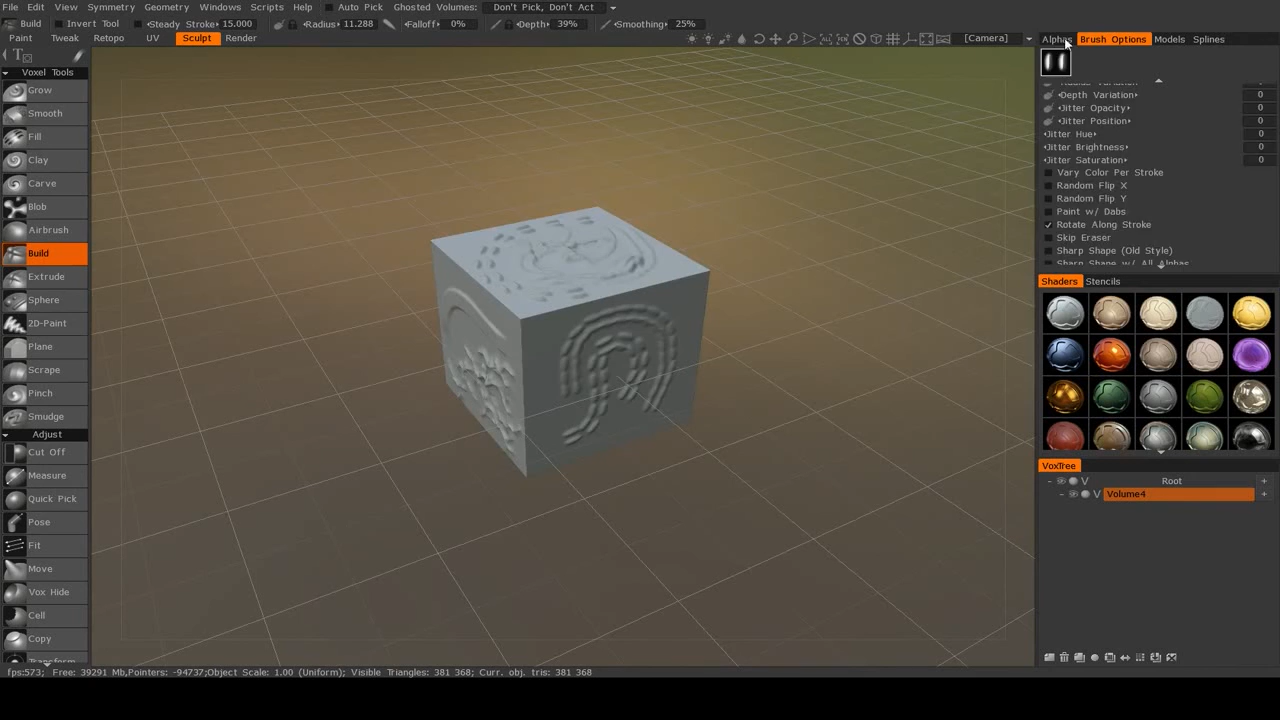 File Edit View Symmetry Geometry Windows Scripts Help Auto Pick Ghosted Volumes: Don't Pick, Don't Act
Build Invert Tool Steady Stroke 15.000 Radius 11.288 Falloff 0% Depth 39% Smoothing 25%
Paint Tweak Retopo UV Sculpt Render [Camera]
Alphas Brush Options Models Splines
Voxel Tools
Grow
Smooth
Fill
Clay
Carve
Blob
Airbrush
Build
Extrude
Sphere
2D-Paint
Plane
Scrape
Pinch
Smudge
Adjust
Cut Off
Measure
Quick Pick
Pose
Fit
Move
Vox Hide
Cell
Copy
Transform
Depth Variation 0
Jitter Opacity 0
Jitter Position 0
Jitter Hue 0
Jitter Brightness 0
Jitter Saturation 0
Vary Color Per Stroke
Random Flip X
Random Flip Y
Paint w/ Dabs
Rotate Along Stroke
Skip Eraser
Sharp Shape (Old Style)
Sharp Shape w/ All Alphas
Shaders Stencils
VoxTree
V Root +
V Volume4 +
fps:573; Free: 39291 Mb,Pointers: -94737;Object Scale: 1.00 (Uniform); Visible Triangles: 381 368; Curr. obj. tris: 381 368